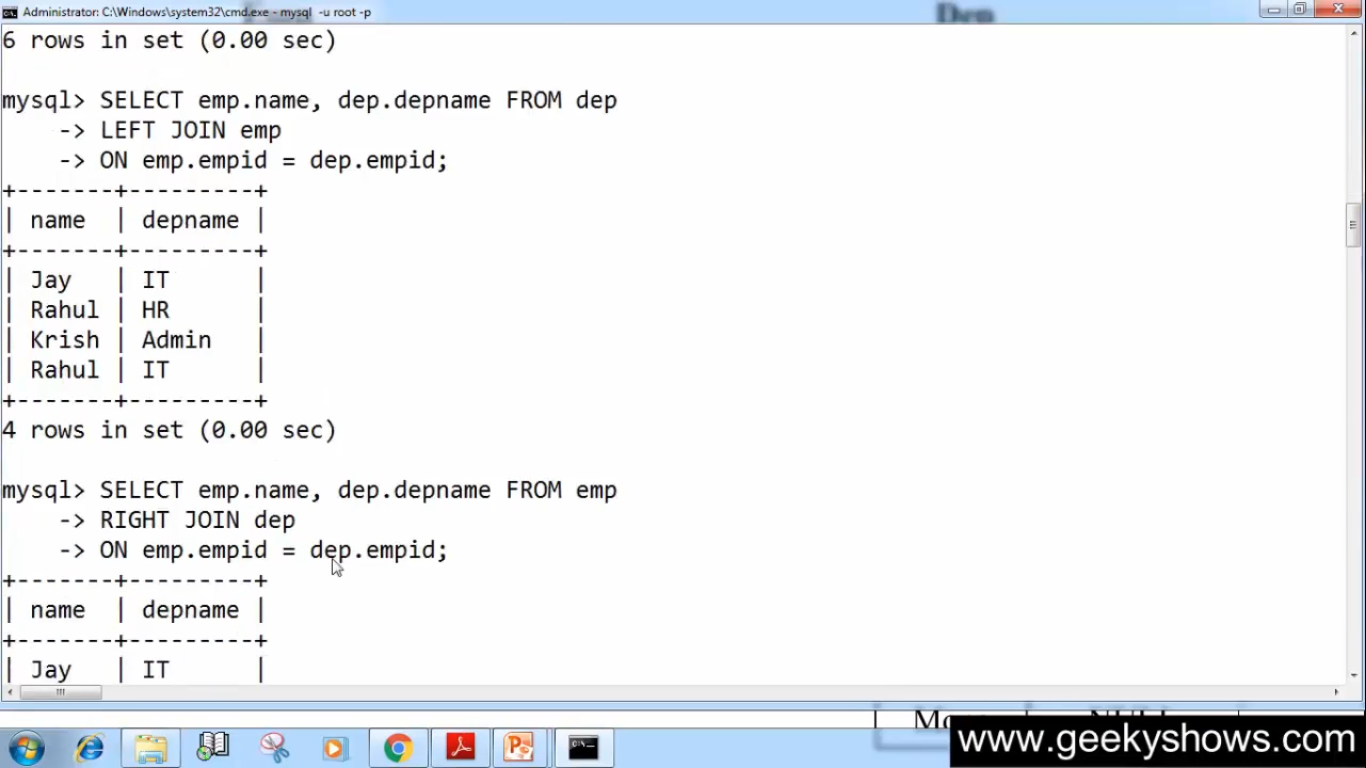 Administrator: C:\Windows\system32\cmd.exe - mysql -u root -p
Dep
6 rows in set (0.00 sec)
mysql> SELECT emp.name, dep.depname FROM dep
    -> LEFT JOIN emp
    -> ON emp.empid = dep.empid;
+-------+---------+
| name  | depname |
+-------+---------+
| Jay   | IT      |
| Rahul | HR      |
| Krish | Admin   |
| Rahul | IT      |
+-------+---------+
4 rows in set (0.00 sec)
mysql> SELECT emp.name, dep.depname FROM emp
    -> RIGHT JOIN dep
    -> ON emp.empid = dep.empid;
+-------+---------+
| name  | depname |
+-------+---------+
| Jay   | IT      |
www.geekyshows.com